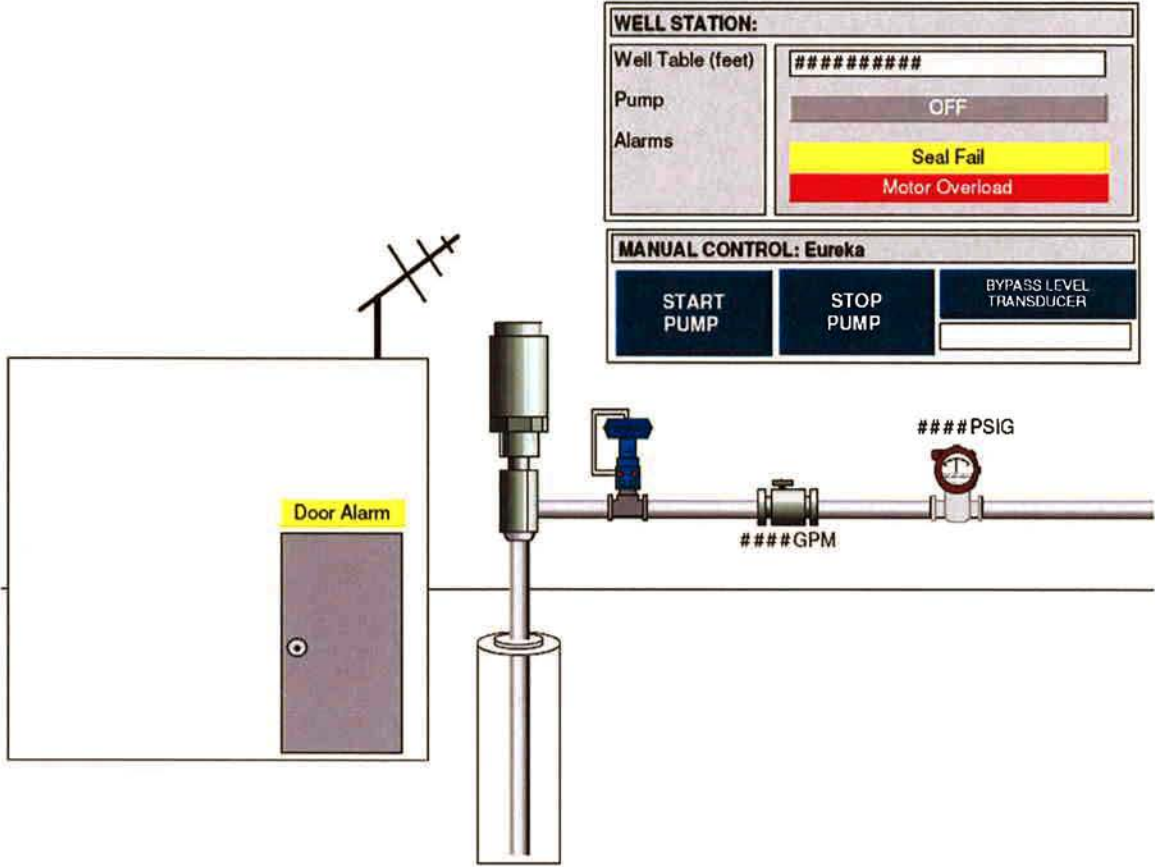 WELL STATION:
Well Table (feet)
##########
Pump
OFF
Alarms
Seal Fail
Motor Overload
MANUAL CONTROL: Eureka
START
PUMP
STOP
PUMP
BYPASS LEVEL
TRANSDUCER
####PSIG
Door Alarm
####GPM